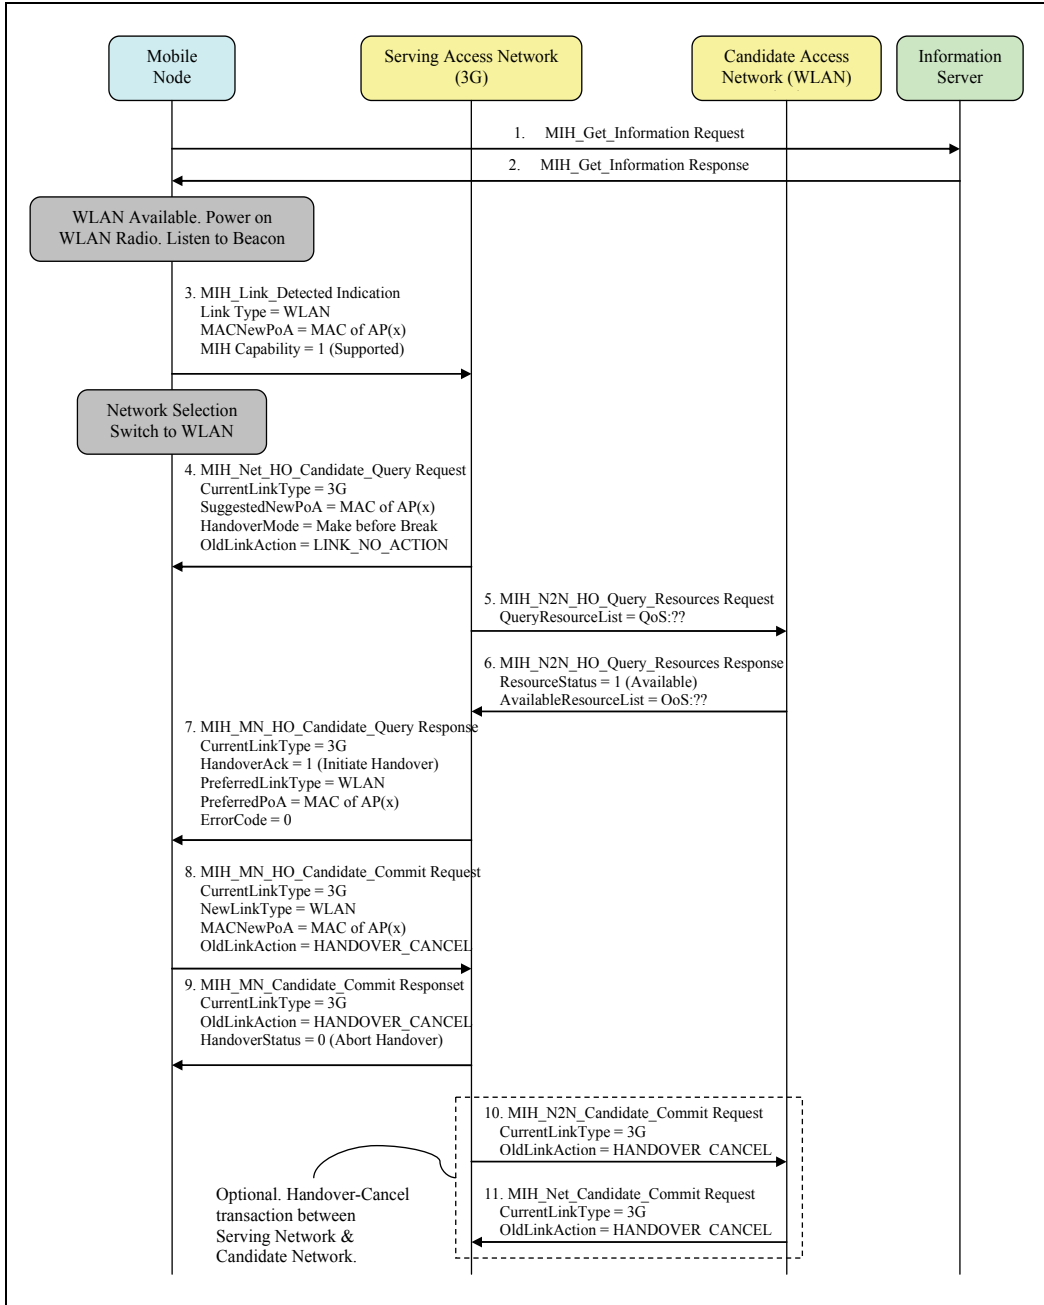 Mobile
Node
Serving Access Network
(3G)
Candidate Access
Network (WLAN)
Information
Server
1. MIH_Get_Information Request
2. MIH_Get_Information Response
WLAN Available. Power on
WLAN Radio. Listen to Beacon
3. MIH_Link_Detected Indication
Link Type = WLAN
MACNewPoA = MAC of AP(x)
MIH Capability = 1 (Supported)
Network Selection
Switch to WLAN
4. MIH_Net_HO_Candidate_Query Request
CurrentLinkType = 3G
SuggestedNewPoA = MAC of AP(x)
HandoverMode = Make before Break
OldLinkAction = LINK_NO_ACTION
5. MIH_N2N_HO_Query_Resources Request
QueryResourceList = QoS:??
6. MIH_N2N_HO_Query_Resources Response
ResourceStatus = 1 (Available)
AvailableResourceList = OoS:??
7. MIH_MN_HO_Candidate_Query Response
CurrentLinkType = 3G
HandoverAck = 1 (Initiate Handover)
PreferredLinkType = WLAN
PreferredPoA = MAC of AP(x)
ErrorCode = 0
8. MIH_MN_HO_Candidate_Commit Request
CurrentLinkType = 3G
NewLinkType = WLAN
MACNewPoA = MAC of AP(x)
OldLinkAction = HANDOVER_CANCEL
9. MIH_MN_Candidate_Commit Responset
CurrentLinkType = 3G
OldLinkAction = HANDOVER_CANCEL
HandoverStatus = 0 (Abort Handover)
10. MIH_N2N_Candidate_Commit Request
CurrentLinkType = 3G
OldLinkAction = HANDOVER CANCEL
11. MIH_Net_Candidate_Commit Request
CurrentLinkType = 3G
OldLinkAction = HANDOVER CANCEL
Optional. Handover-Cancel
transaction between
Serving Network &
Candidate Network.